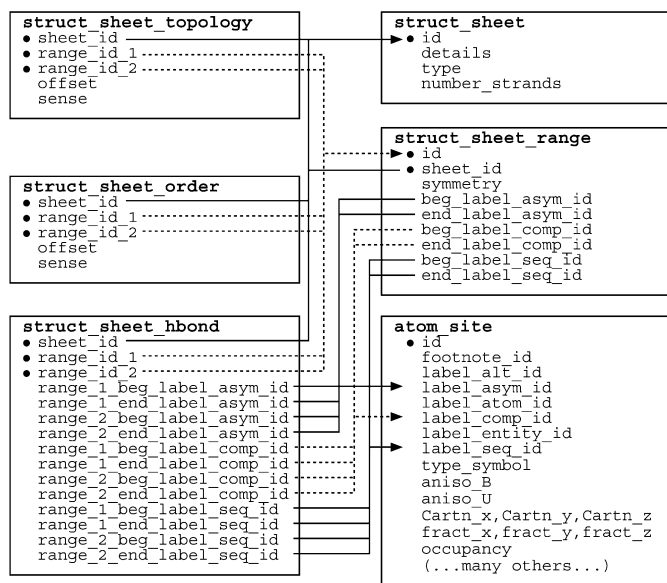 struct_sheet_topology
● sheet_id
● range_id_1
● range_id_2
offset
sense
struct_sheet_order
● sheet_id
● range_id_1
● range_id_2
offset
sense
struct_sheet_hbond
● sheet_id
● range_id_1
● range_id_2
range_1_beg_label_asym_id
range_1_end_label_asym_id
range_2_beg_label_asym_id
range_2_end_label_asym_id
range_1_beg_label_comp_id
range_1_end_label_comp_id
range_2_beg_label_comp_id
range_2_end_label_comp_id
range_1_beg_label_seq_id
range_1_end_label_seq_id
range_2_beg_label_seq_id
range_2_end_label_seq_id
struct_sheet
● id
details
type
number_strands
struct_sheet_range
● id
● sheet_id
symmetry
beg_label_asym_id
end_label_asym_id
beg_label_comp_id
end_label_comp_id
beg_label_seq_id
end_label_seq_id
atom_site
● id
footnote_id
label_alt_id
label_asym_id
label_atom_id
label_comp_id
label_entity_id
label_seq_id
type_symbol
aniso_B
aniso_U
Cartn_x,Cartn_y,Cartn_z
fract_x,fract_y,fract_z
occupancy
(...many others...)